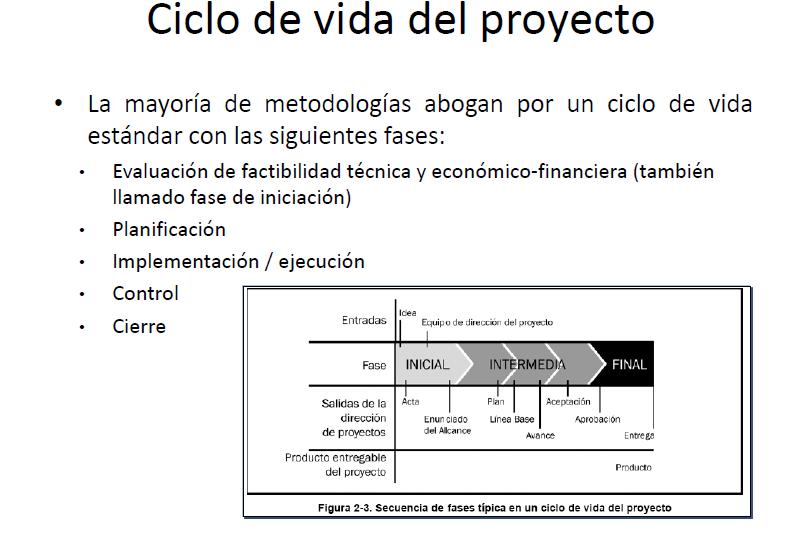 Ciclo de vida del proyecto
• La mayoría de metodologías abogan por un ciclo de vida
estándar con las siguientes fases:
• Evaluación de factibilidad técnica y económico-financiera (también
llamado fase de iniciación)
• Planificación
• Implementación / ejecución
• Control
• Cierre
Entradas
Idea
Equipo de dirección del proyecto
Fase
INICIAL
INTERMEDIA
FINAL
Salidas de la
dirección
de proyectos
Acta
Enunciado
del Alcance
Plan
Línea Base
Avance
Aceptación
Aprobación
Entrega
Producto entregable
del proyecto
Producto
Figura 2-3. Secuencia de fases típica en un ciclo de vida del proyecto